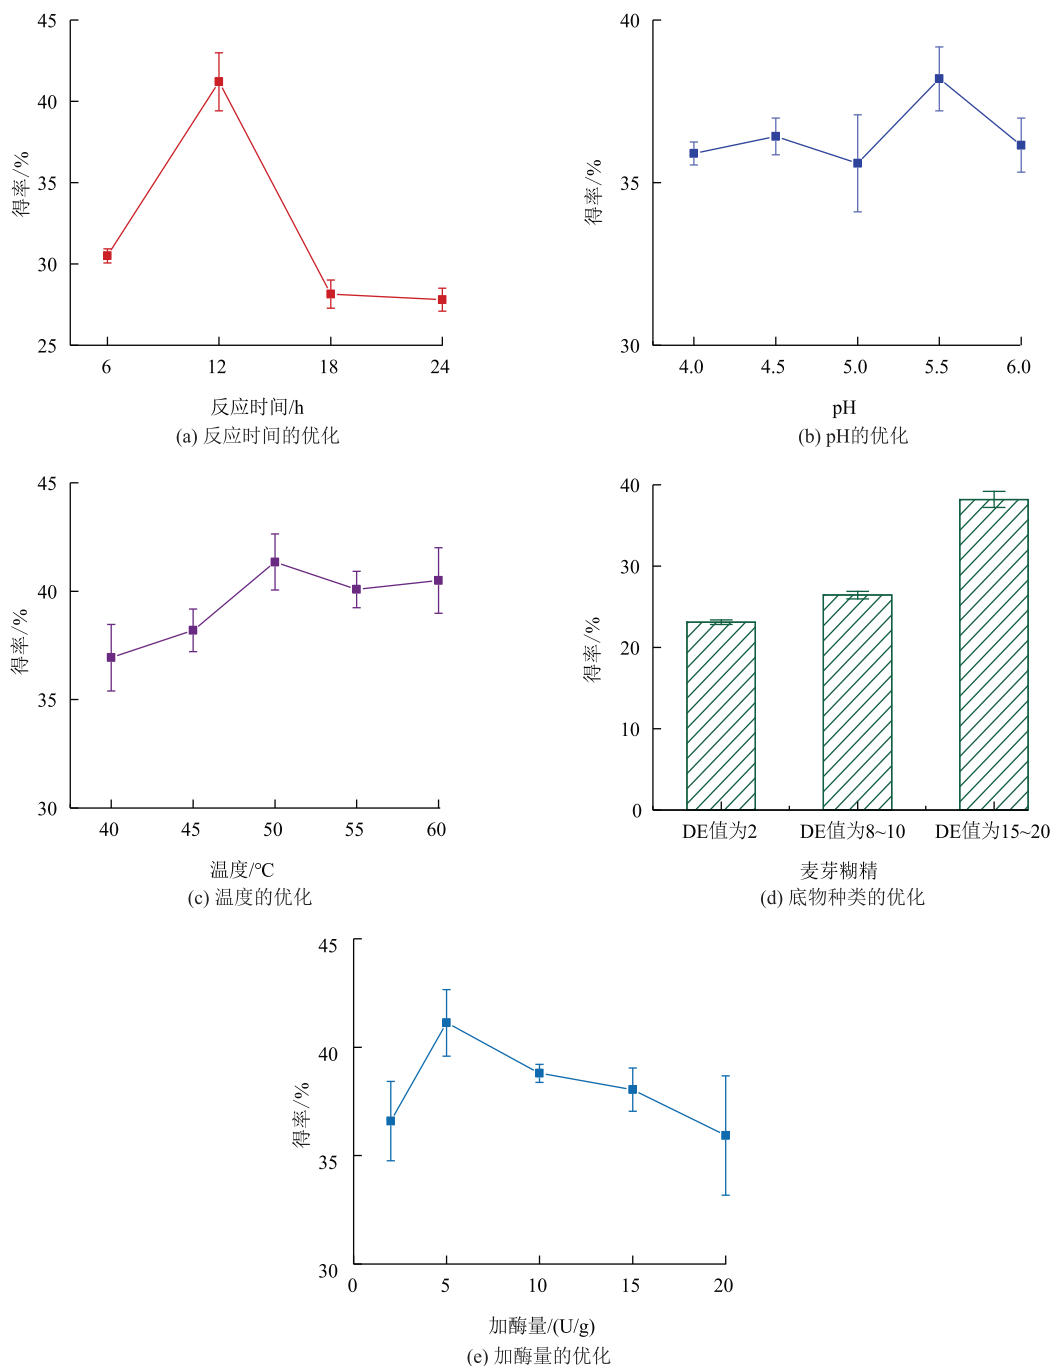 45
40
35
30
25
得率/%
6 12 18 24
反应时间/h
(a) 反应时间的优化
40
35
30
得率/%
4.0 4.5 5.0 5.5 6.0
pH
(b) pH的优化
45
40
35
30
得率/%
40 45 50 55 60
温度/℃
(c) 温度的优化
40
30
20
10
0
得率/%
DE值为2 DE值为8~10 DE值为15~20
麦芽糊精
(d) 底物种类的优化
45
40
35
30
得率/%
0 5 10 15 20
加酶量/(U/g)
(e) 加酶量的优化